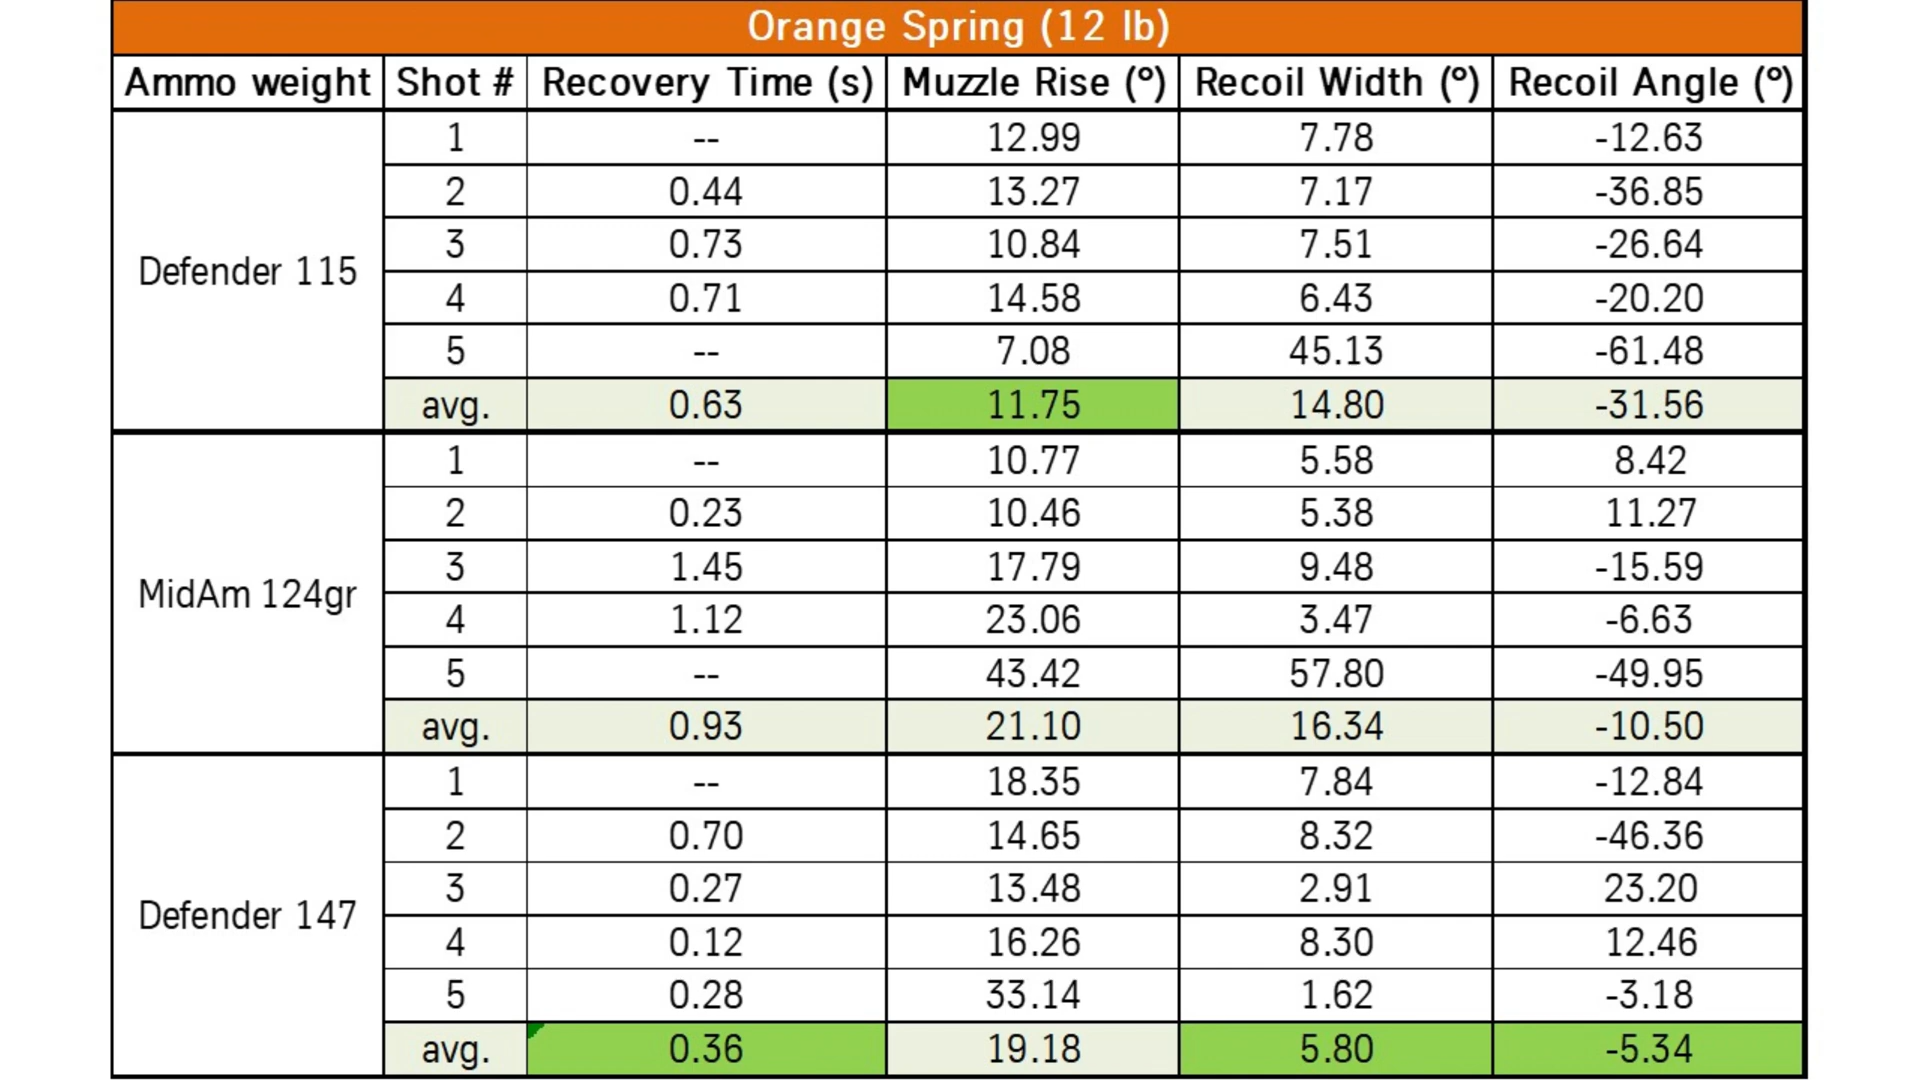 Orange Spring (12 lb)
Ammo weight Shot # Recovery Time (s) Muzzle Rise (°) Recoil Width (°) Recoil Angle (°)
Defender 115
1 -- 12.99 7.78 -12.63
2 0.44 13.27 7.17 -36.85
3 0.73 10.84 7.51 -26.64
4 0.71 14.58 6.43 -20.20
5 -- 7.08 45.13 -61.48
avg. 0.63 11.75 14.80 -31.56
MidAm 124gr
1 -- 10.77 5.58 8.42
2 0.23 10.46 5.38 11.27
3 1.45 17.79 9.48 -15.59
4 1.12 23.06 3.47 -6.63
5 -- 43.42 57.80 -49.95
avg. 0.93 21.10 16.34 -10.50
Defender 147
1 -- 18.35 7.84 -12.84
2 0.70 14.65 8.32 -46.36
3 0.27 13.48 2.91 23.20
4 0.12 16.26 8.30 12.46
5 0.28 33.14 1.62 -3.18
avg. 0.36 19.18 5.80 -5.34